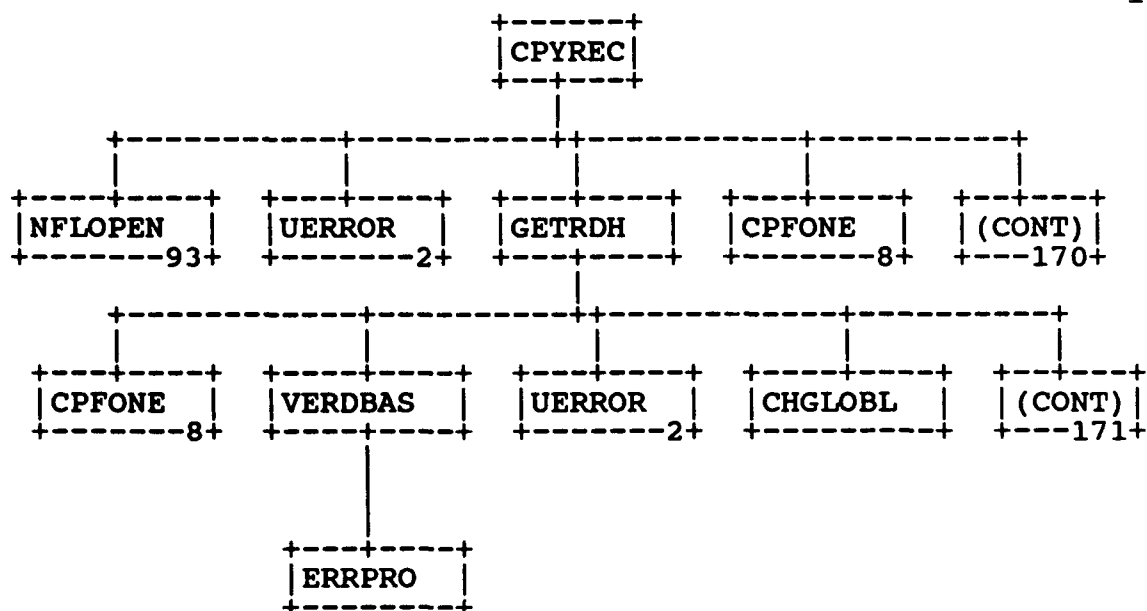 CPYREC
NFLOPEN UERROR GETRDH CPFONE (CONT)
93 2 8 170
CPFONE VERDBAS UERROR CHGLOBL (CONT)
8 2 171
ERRPRO